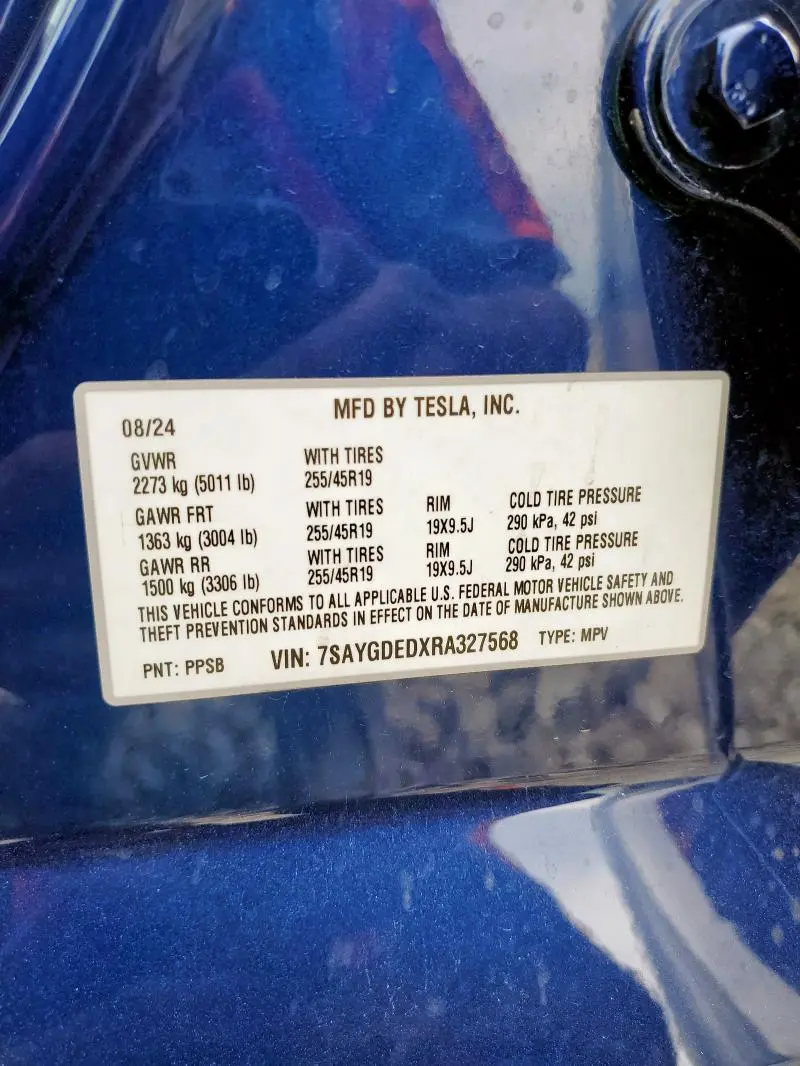 MFD BY TESLA, INC.
08/24
GVWR WITH TIRES
2273 kg (5011 lb) 255/45R19
GAWR FRT WITH TIRES RIM COLD TIRE PRESSURE
1363 kg (3004 lb) 255/45R19 19X9.5J 290 kPa, 42 psi
GAWR RR WITH TIRES RIM COLD TIRE PRESSURE
1500 kg (3306 lb) 255/45R19 19X9.5J 290 kPa, 42 psi
THIS VEHICLE CONFORMS TO ALL APPLICABLE U.S. FEDERAL MOTOR VEHICLE SAFETY AND
THEFT PREVENTION STANDARDS IN EFFECT ON THE DATE OF MANUFACTURE SHOWN ABOVE.
PNT: PPSB VIN: 7SAYGDEDXRA327568 TYPE: MPV